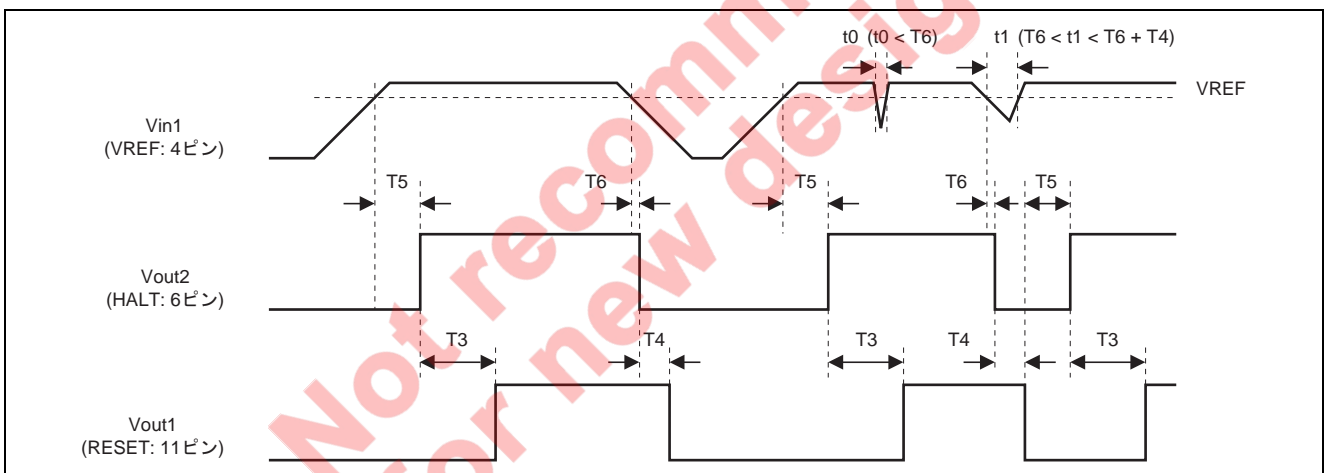 t0 (t0 < T6)
t1 (T6 < t1 < T6 + T4)
VREF
Vin1
(VREF: 4ピン)
T5
T6
T5
T6
T5
Vout2
(HALT: 6ピン)
T3
T4
T3
T4
T3
Vout1
(RESET: 11ピン)
Not recomm
for new desig